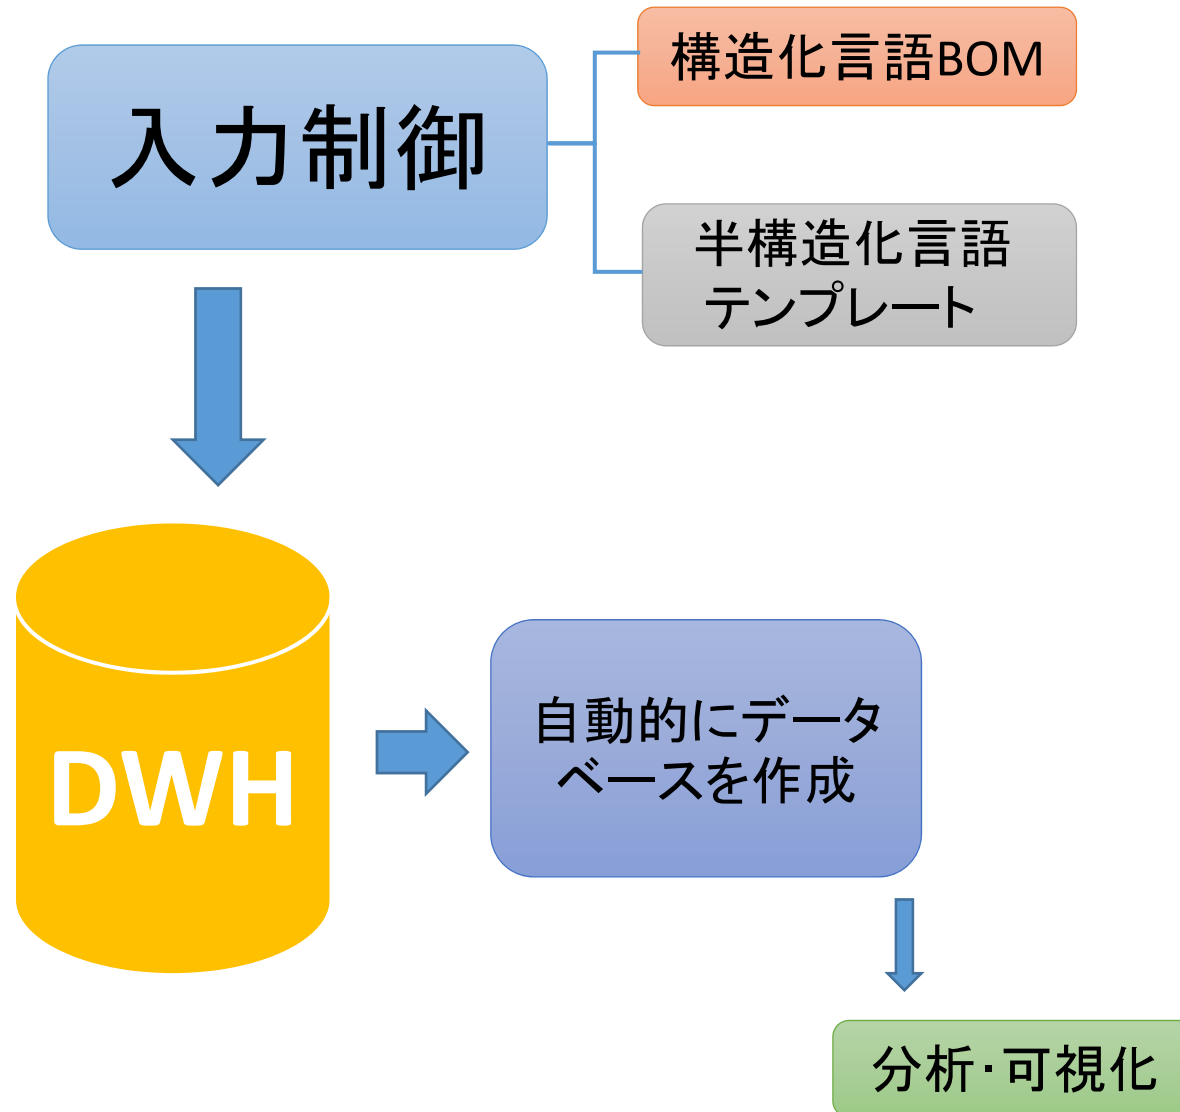 構造化言語BOM
入力制御
半構造化言語
テンプレート
DWH
自動的にデータ
ベースを作成
分析・可視化